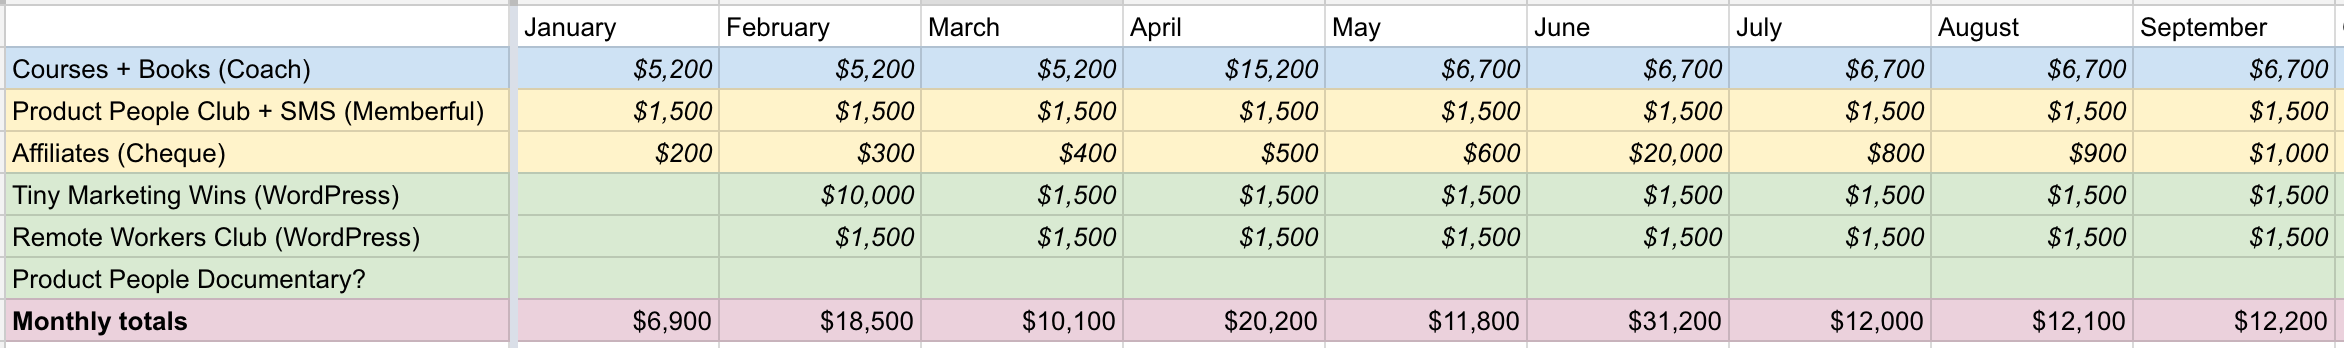 January February March April May June July August September
Courses + Books (Coach) $5,200 $5,200 $5,200 $15,200 $6,700 $6,700 $6,700 $6,700 $6,700
Product People Club + SMS (Memberful) $1,500 $1,500 $1,500 $1,500 $1,500 $1,500 $1,500 $1,500 $1,500
Affiliates (Cheque) $200 $300 $400 $500 $600 $20,000 $800 $900 $1,000
Tiny Marketing Wins (WordPress) $10,000 $1,500 $1,500 $1,500 $1,500 $1,500 $1,500 $1,500
Remote Workers Club (WordPress) $1,500 $1,500 $1,500 $1,500 $1,500 $1,500 $1,500 $1,500
Product People Documentary?
Monthly totals $6,900 $18,500 $10,100 $20,200 $11,800 $31,200 $12,000 $12,100 $12,200